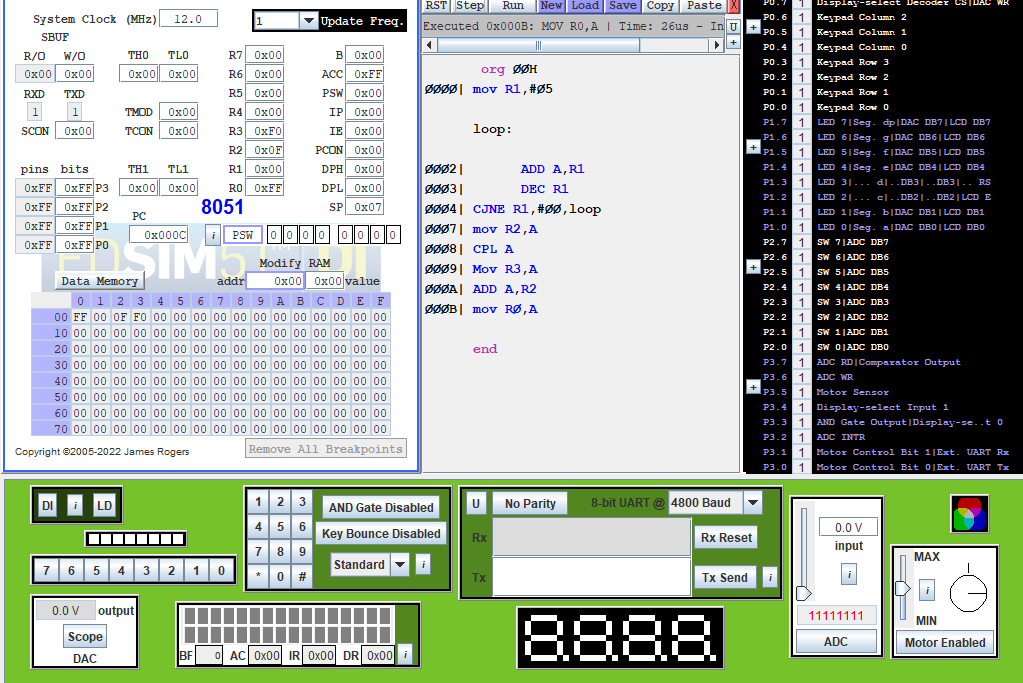 System Clock (MHz) 12.0 1 Update Freq.
SBUF
R/O W/O TH0 TL0 R7 0x00 B 0x00
0x00 0x00 0x00 0x00 R6 0x00 ACC 0xFF
RXD TXD R5 0x00 PSW 0x00
1 1 TMOD 0x00 R4 0x00 IP 0x00
SCON 0x00 TCON 0x00 R3 0xF0 IE 0x00
R2 0x0F PCON 0x00
pins bits TH1 TL1 R1 0x00 DPH 0x00
0xFF 0xFF P3 0x00 0x00 R0 0xFF DPL 0x00
0xFF 0xFF P2 8051 SP 0x07
0xFF 0xFF P1 PC
0xFF 0xFF P0 0x000C i PSW 0 0 0 0 0 0 0 0
Modify RAM
Data Memory addr 0x00 0x00 value
0 1 2 3 4 5 6 7 8 9 A B C D E F
00 FF 00 0F F0 00 00 00 00 00 00 00 00 00 00 00 00
10 00 00 00 00 00 00 00 00 00 00 00 00 00 00 00 00
20 00 00 00 00 00 00 00 00 00 00 00 00 00 00 00 00
30 00 00 00 00 00 00 00 00 00 00 00 00 00 00 00 00
40 00 00 00 00 00 00 00 00 00 00 00 00 00 00 00 00
50 00 00 00 00 00 00 00 00 00 00 00 00 00 00 00 00
60 00 00 00 00 00 00 00 00 00 00 00 00 00 00 00 00
70 00 00 00 00 00 00 00 00 00 00 00 00 00 00 00 00
Copyright ©2005-2022 James Rogers Remove All Breakpoints
RST Step Run New Load Save Copy Paste X
Executed 0x000B: MOV R0,A | Time: 26us - In U
+
org 00H
0000| mov R1,#05
loop:
0002| ADD A,R1
0003| DEC R1
0004| CJNE R1,#00,loop
0007| mov R2,A
0008| CPL A
0009| Mov R3,A
000A| ADD A,R2
000B| mov R0,A
end
P0.7 1 Display-select Decoder CS|DAC WR
P0.6 1 Keypad Column 2
P0.5 1 Keypad Column 1
P0.4 1 Keypad Column 0
P0.3 1 Keypad Row 3
P0.2 1 Keypad Row 2
P0.1 1 Keypad Row 1
P0.0 1 Keypad Row 0
P1.7 1 LED 7|Seg. dp|DAC DB7|LCD DB7
P1.6 1 LED 6|Seg. g|DAC DB6|LCD DB6
P1.5 1 LED 5|Seg. f|DAC DB5|LCD DB5
P1.4 1 LED 4|Seg. e|DAC DB4|LCD DB4
P1.3 1 LED 3|... d|..DB3|..DB3|.. RS
P1.2 1 LED 2|... c|..DB2|..DB2|LCD E
P1.1 1 LED 1|Seg. b|DAC DB1|LCD DB1
P1.0 1 LED 0|Seg. a|DAC DB0|LCD DB0
P2.7 1 SW 7|ADC DB7
P2.6 1 SW 6|ADC DB6
P2.5 1 SW 5|ADC DB5
P2.4 1 SW 4|ADC DB4
P2.3 1 SW 3|ADC DB3
P2.2 1 SW 2|ADC DB2
P2.1 1 SW 1|ADC DB1
P2.0 1 SW 0|ADC DB0
P3.7 1 ADC RD|Comparator Output
P3.6 1 ADC WR
P3.5 1 Motor Sensor
P3.4 1 Display-select Input 1
P3.3 1 AND Gate Output|Display-se..t 0
P3.2 1 ADC INTR
P3.1 1 Motor Control Bit 1|Ext. UART Rx
P3.0 1 Motor Control Bit 0|Ext. UART Tx
DI i LD
7 6 5 4 3 2 1 0
0.0 V output
Scope
DAC
1 2 3
4 5 6
7 8 9
* 0 #
AND Gate Disabled
Key Bounce Disabled
Standard i
BF 0 AC 0x00 IR 0x00 DR 0x00 i
U No Parity 8-bit UART @ 4800 Baud
Rx Rx Reset
Tx Tx Send i
8.8.8.8.
0.0 V
input
i
11111111
ADC
MAX
i
MIN
Motor Enabled